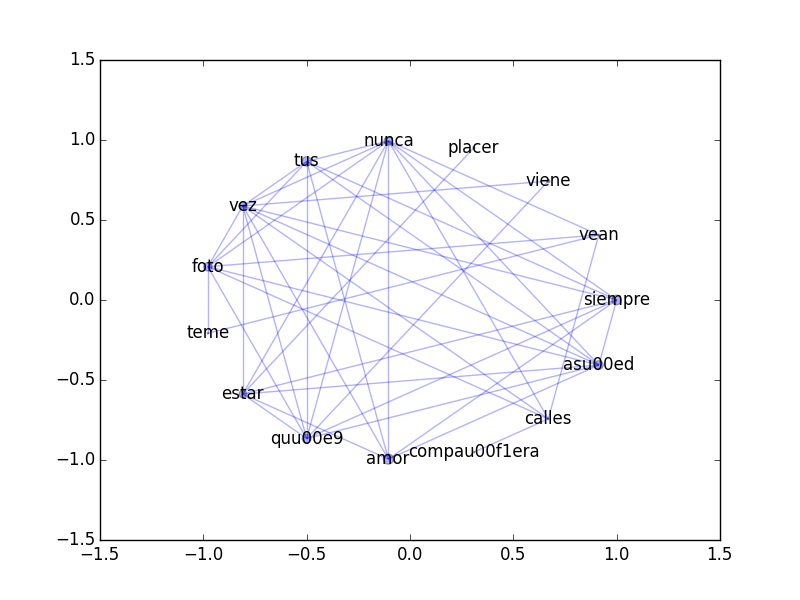 1.5
1.0
0.5
0.0
−0.5
−1.0
−1.5
nunca
placer
tus
viene
vez
vean
foto
siempre
teme
asu00ed
estar
calles
quu00e9
compau00f1era
amor
−1.5
−1.0
−0.5
0.0
0.5
1.0
1.5